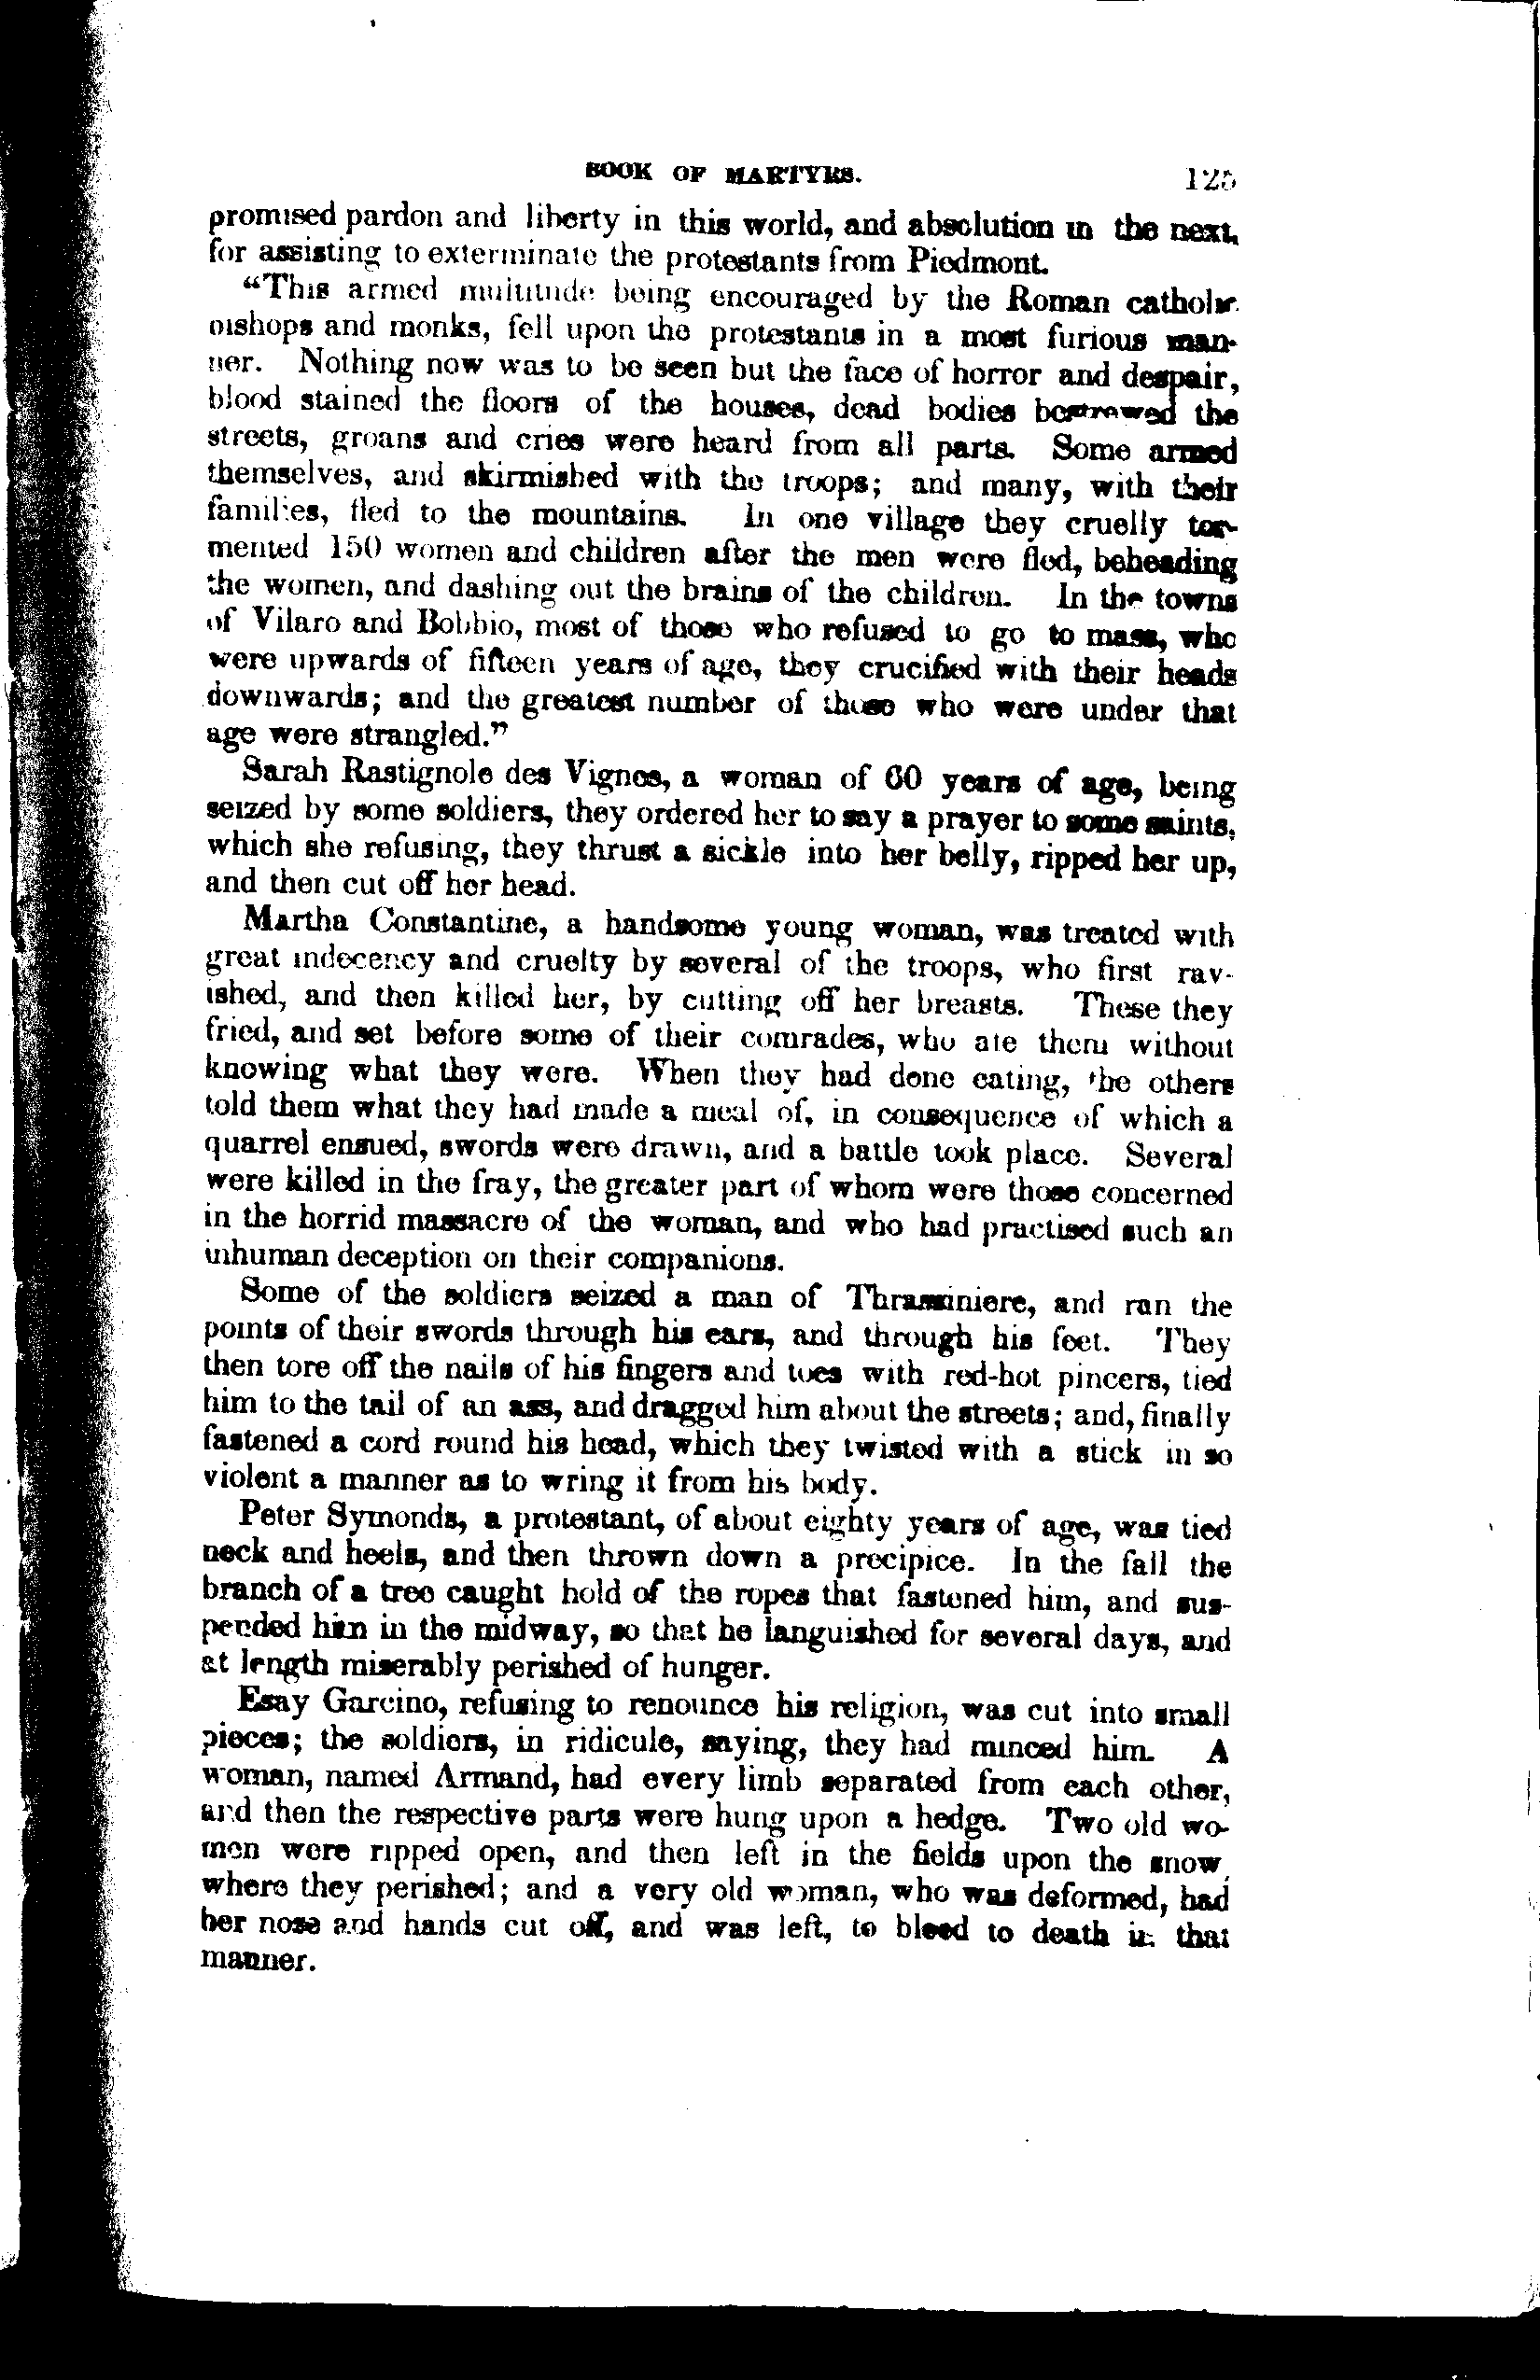 BOOK OF MARTYRS. 125
promised pardon and liberty in this world, and absolution in the next,
for assisting to exterminate the protestants from Piedmont.
"This armed multitude being encouraged by the Roman catholic
bishops and monks, fell upon the protestants in a most furious man-
ner. Nothing now was to be seen but the face of horror and despair,
blood stained the floors of the houses, dead bodies bestrewed the
streets, groans and cries were heard from all parts. Some armed
themselves, and skirmished with the troops; and many, with their
families, fled to the mountains. In one village they cruelly tor-
mented 150 women and children after the men were fled, beheading
the women, and dashing out the brains of the children. In the towns
of Vilaro and Bobbio, most of those who refused to go to mass, who
were upwards of fifteen years of age, they crucified with their heads
downwards; and the greatest number of those who were under that
age were strangled."
Sarah Rastignole des Vignes, a woman of 60 years of age, being
seized by some soldiers, they ordered her to say a prayer to some saints,
which she refusing, they thrust a sickle into her belly, ripped her up,
and then cut off her head.
Martha Constantine, a handsome young woman, was treated with
great indecency and cruelty by several of the troops, who first rav-
ished, and then killed her, by cutting off her breasts. These they
fried, and set before some of their comrades, who ate them without
knowing what they were. When they had done eating, the others
told them what they had made a meal of, in consequence of which a
quarrel ensued, swords were drawn, and a battle took place. Several
were killed in the fray, the greater part of whom were those concerned
in the horrid massacre of the woman, and who had practised such an
inhuman deception on their companions.
Some of the soldiers seized a man of Thrassiniere, and ran the
points of their swords through his ears, and through his feet. They
then tore off the nails of his fingers and toes with red-hot pincers, tied
him to the tail of an ass, and dragged him about the streets; and, finally
fastened a cord round his head, which they twisted with a stick in so
violent a manner as to wring it from his body.
Peter Symonds, a protestant, of about eighty years of age, was tied
neck and heels, and then thrown down a precipice. In the fall the
branch of a tree caught hold of the ropes that fastened him, and sus-
pended him in the midway, so that he languished for several days, and
at length miserably perished of hunger.
Esay Garcino, refusing to renounce his religion, was cut into small
pieces; the soldiers, in ridicule, saying, they had minced him. A
woman, named Armand, had every limb separated from each other,
and then the respective parts were hung upon a hedge. Two old wo-
men were ripped open, and then left in the fields upon the snow,
where they perished; and a very old woman, who was deformed, had
her nose and hands cut off, and was left, to bleed to death in that
manner.